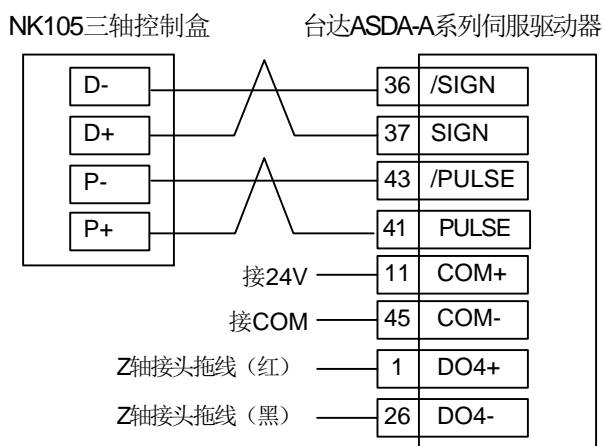 NK105三轴控制盒 台达ASDA-A系列伺服驱动器
D- 36 /SIGN
D+ 37 SIGN
P- 43 /PULSE
P+ 41 PULSE
接24V 11 COM+
接COM 45 COM-
Z轴接头拖线（红） 1 DO4+
Z轴接头拖线（黑） 26 DO4-